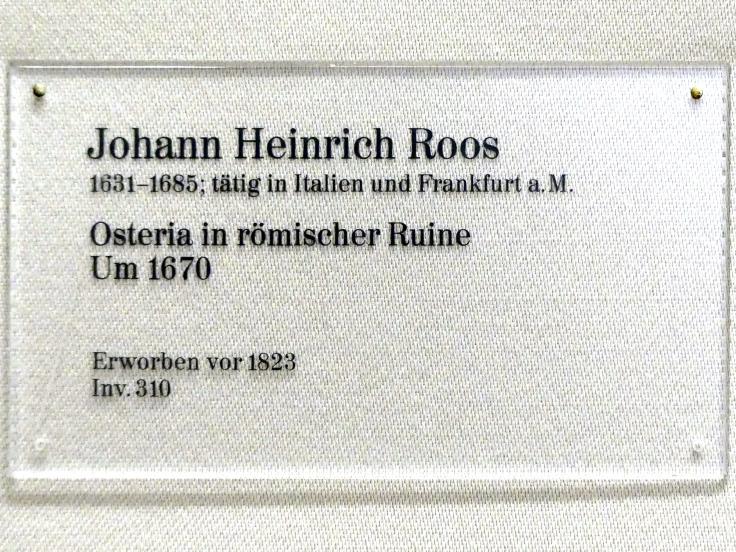 Johann Heinrich Roos
1631–1685; tätig in Italien und Frankfurt a. M.
Osteria in römischer Ruine
Um 1670
Erworben vor 1823
Inv. 310